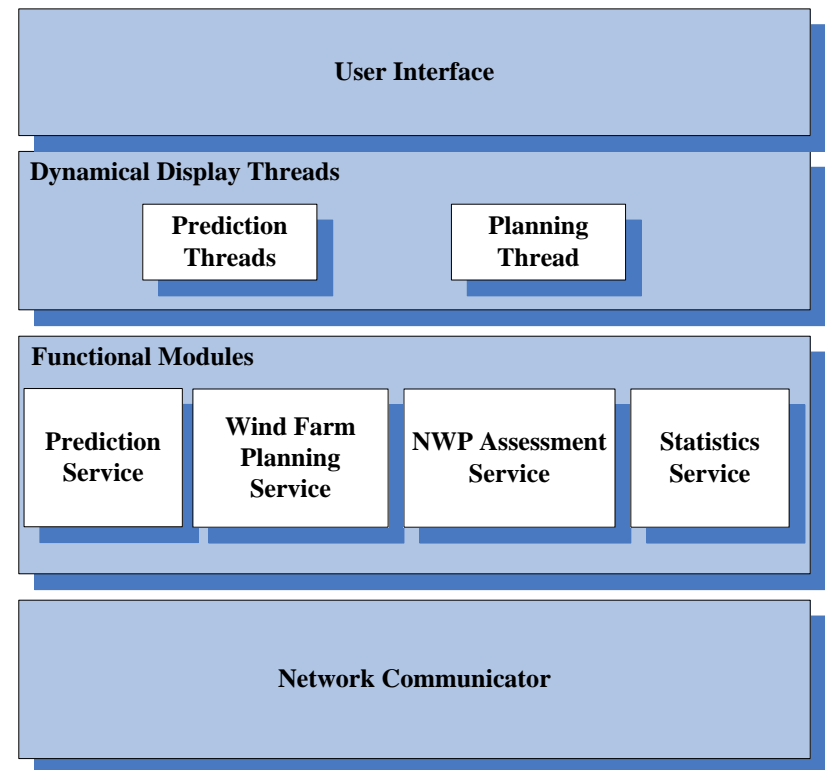 User Interface
Dynamical Display Threads
Prediction
Threads
Planning
Thread
Functional Modules
Prediction
Service
Wind Farm
Planning
Service
NWP Assessment
Service
Statistics
Service
Network Communicator